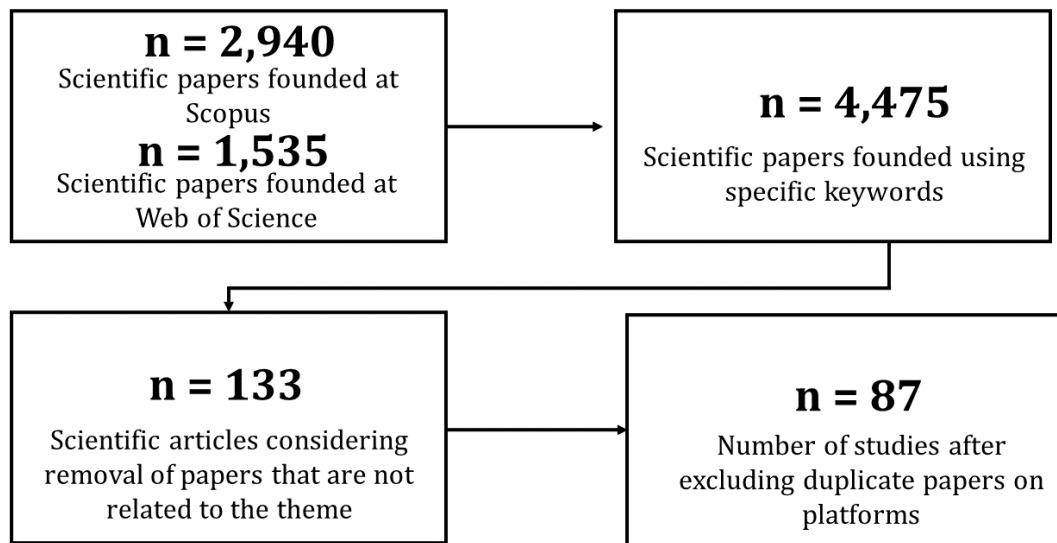 n = 2,940
Scientific papers founded at
Scopus
n = 1,535
Scientific papers founded at
Web of Science
n = 4,475
Scientific papers founded using
specific keywords
n = 133
Scientific articles considering
removal of papers that are not
related to the theme
n = 87
Number of studies after
excluding duplicate papers on
platforms